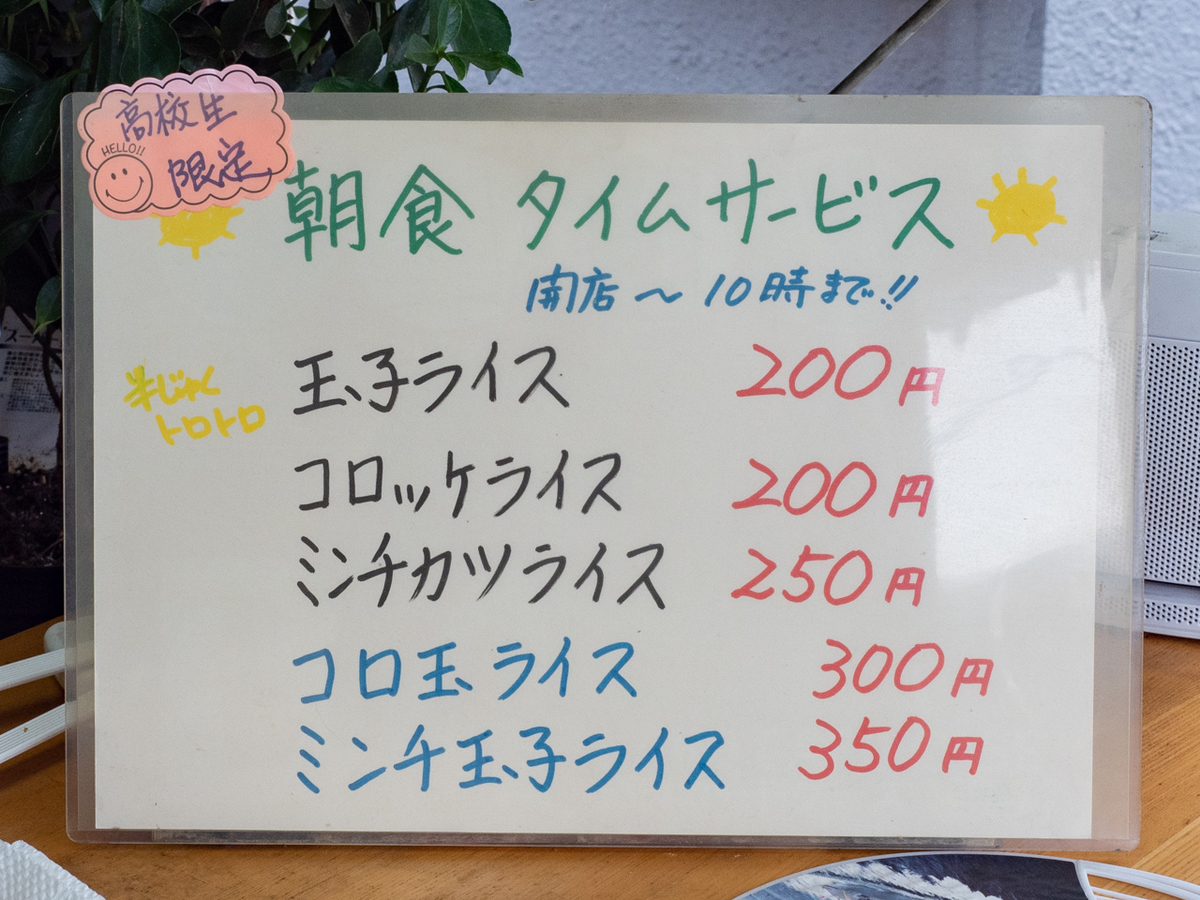 高校生
HELLO!!
限定
朝食 タイムサービス
開店～10時まで!!
半じゅく
トロトロ
玉子ライス 200円
コロッケライス 200円
ミンチカツライス 250円
コロ玉ライス 300円
ミンチ玉子ライス 350円